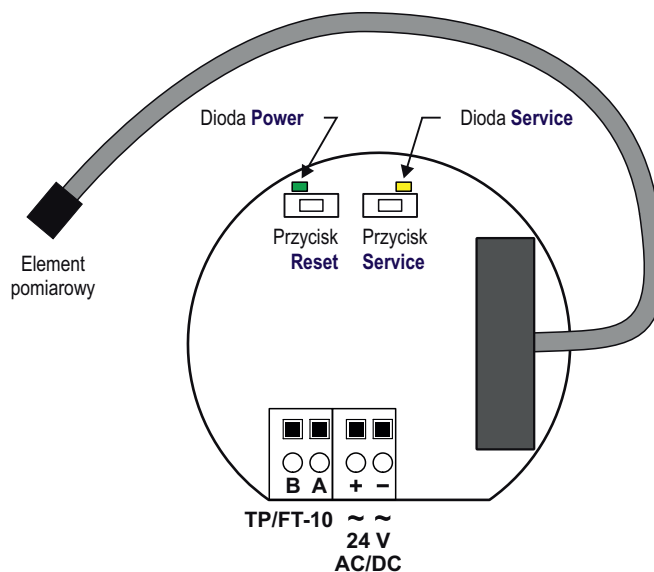 Dioda Power
Dioda Service
Przycisk
Reset
Przycisk
Service
Element
pomiarowy
B A + −
TP/FT-10 ~ ~
24 V
AC/DC